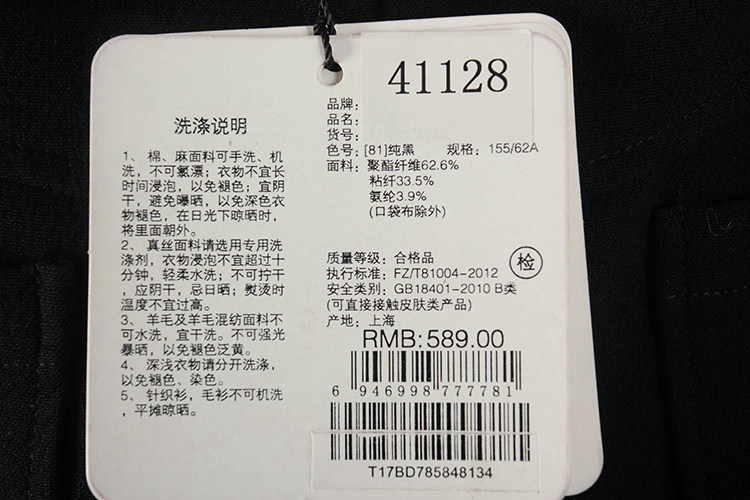 41128
洗涤说明
1、棉、麻面料可手洗、机
洗，不可氯漂；衣物不宜长
时间浸泡，以免褪色；宜阴
干，避免曝晒，以免深色衣
物褪色，在日光下晾晒时，
将里面朝外。
2、真丝面料请选用专用洗
涤剂，衣物浸泡不宜超过十
分钟，轻柔水洗；不可拧干
，应阴干，忌日晒；熨烫时
温度不宜过高。
3、羊毛及羊毛混纺面料不
可水洗，宜干洗。不可强光
暴晒，以免褪色泛黄。
4、深浅衣物请分开洗涤，
以免褪色、染色。
5、针织衫，毛衫不可机洗
，平摊晾晒。
品牌：
品名：
货号：
色号：[81]纯黑 规格：155/62A
面料：聚酯纤维62.6%
粘纤33.5%
氨纶3.9%
(口袋布除外)
质量等级：合格品
执行标准：FZ/T81004-2012
检
安全类别：GB18401-2010 B类
(可直接接触皮肤类产品)
产地：上海
RMB:589.00
6 946998 777781
T17BD785848134